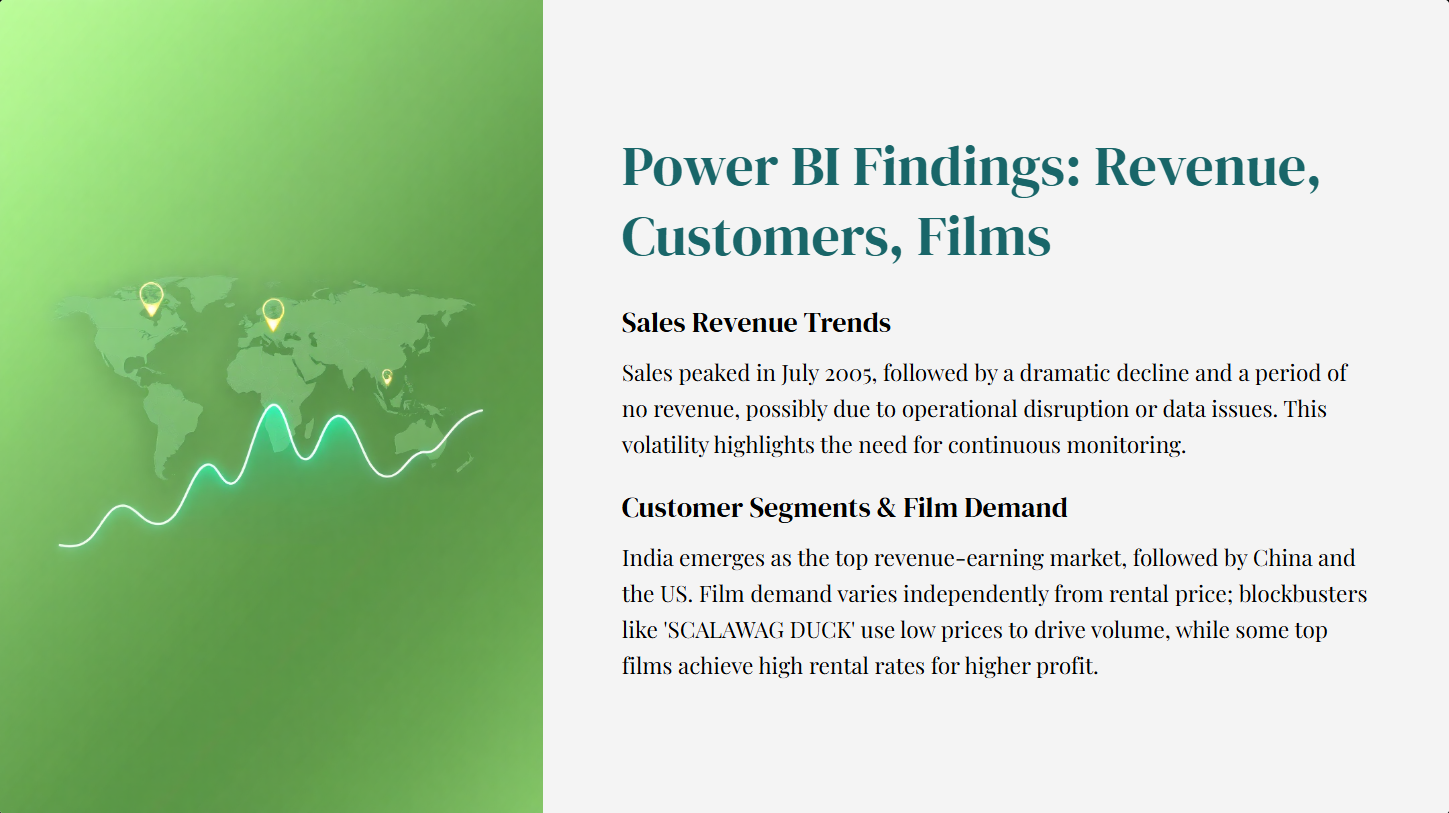 Power BI Findings: Revenue,
Customers, Films
Sales Revenue Trends
Sales peaked in July 2005, followed by a dramatic decline and a period of
no revenue, possibly due to operational disruption or data issues. This
volatility highlights the need for continuous monitoring.
Customer Segments & Film Demand
India emerges as the top revenue-earning market, followed by China and
the US. Film demand varies independently from rental price; blockbusters
like 'SCALAWAG DUCK' use low prices to drive volume, while some top
films achieve high rental rates for higher profit.